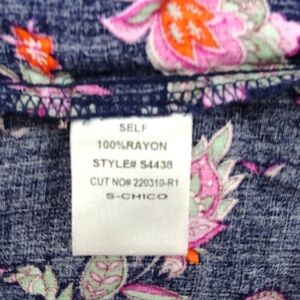 SELF
100%RAYON
STYLE# S4438
CUT NO# 220310-R1
S-CHICO